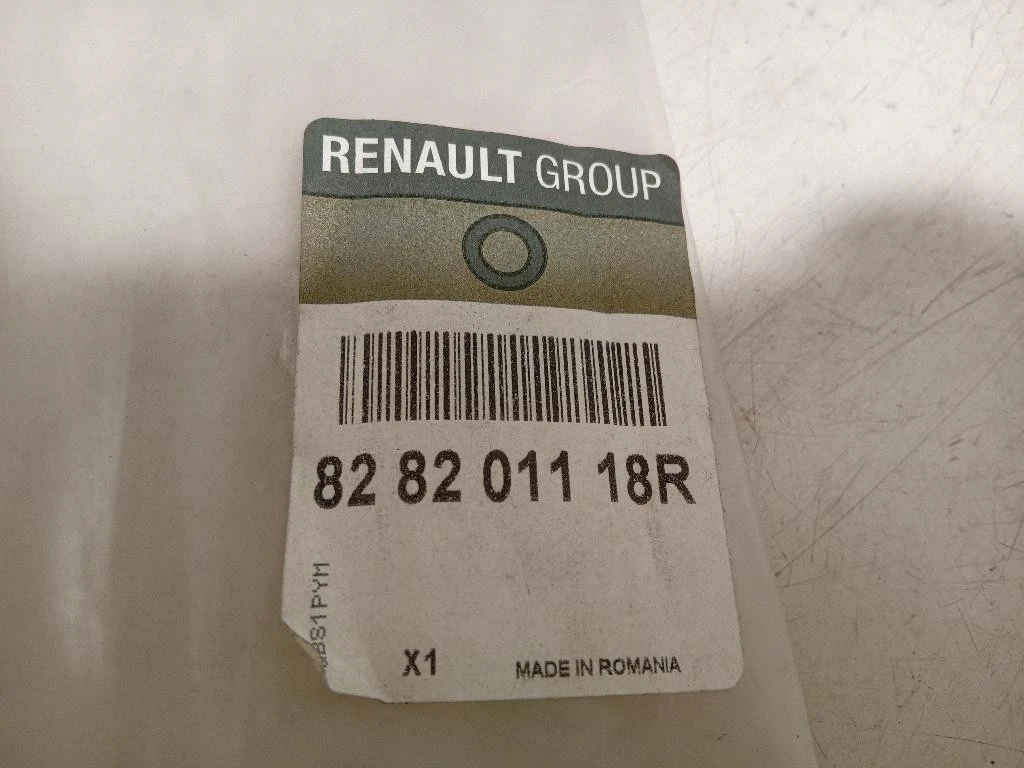 RENAULT GROUP
82 82 011 18R
X1
MADE IN ROMANIA